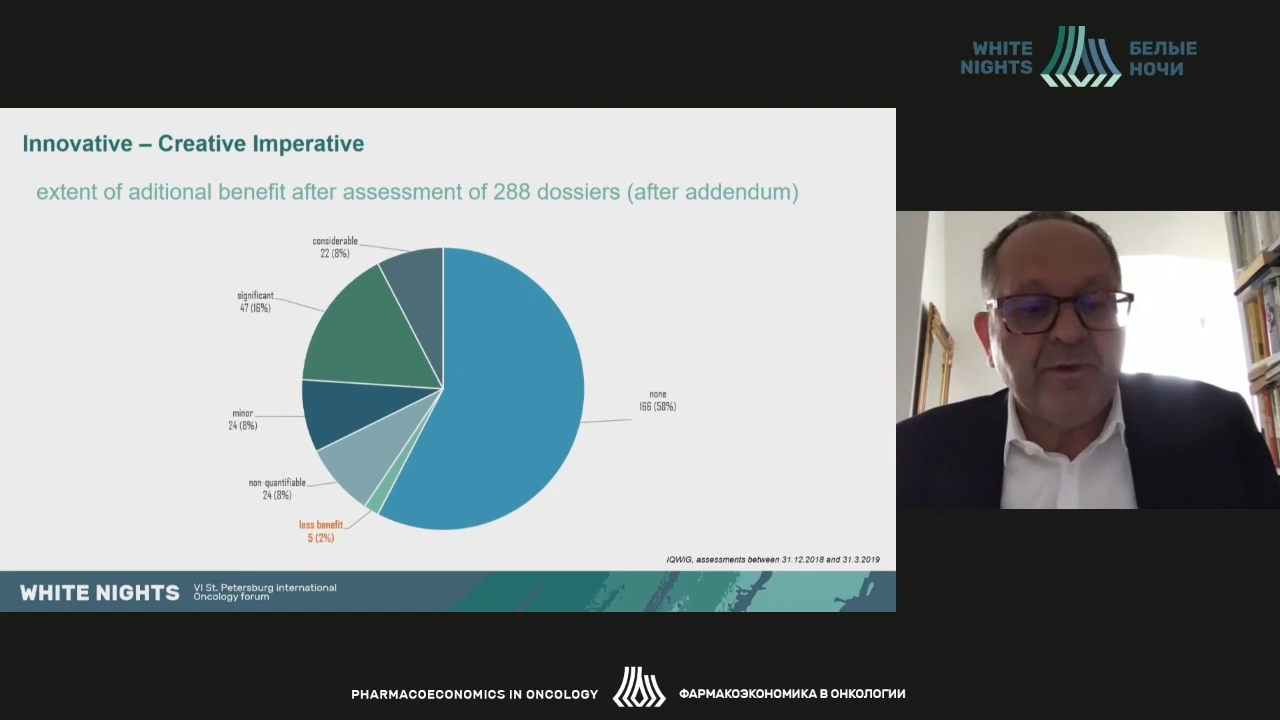 WHITE
NIGHTS
БЕЛЫЕ
НОЧИ
Innovative – Creative Imperative
extent of aditional benefit after assessment of 288 dossiers (after addendum)
considerable
22 (8%)
significant
47 (16%)
none
166 (58%)
minor
24 (8%)
non-quantifiable
24 (8%)
less benefit
5 (2%)
IQWiG, assessments between 31.12.2018 and 31.3.2019
WHITE NIGHTS
VI St. Petersburg international
Oncology forum
PHARMACOECONOMICS IN ONCOLOGY
ФАРМАКОЭКОНОМИКА В ОНКОЛОГИИ